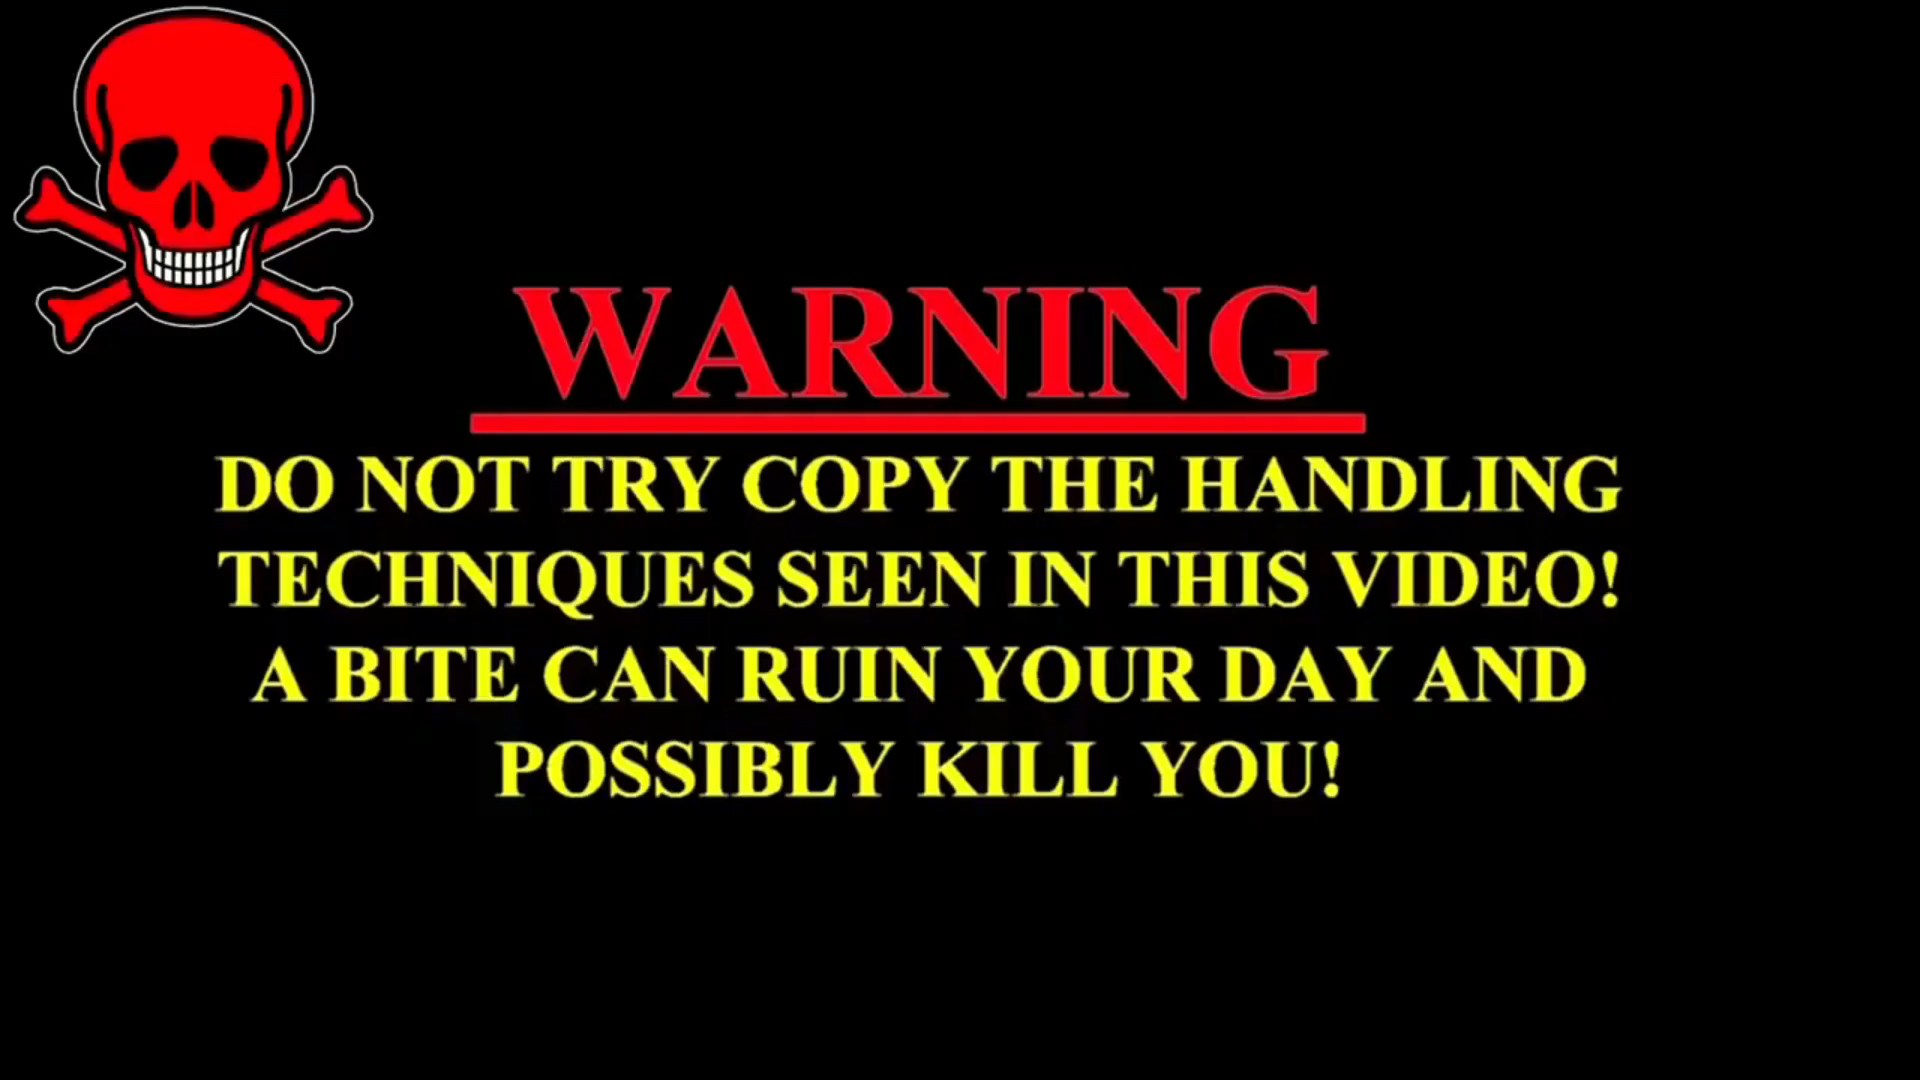 WARNING
DO NOT TRY COPY THE HANDLING
TECHNIQUES SEEN IN THIS VIDEO!
A BITE CAN RUIN YOUR DAY AND
POSSIBLY KILL YOU!